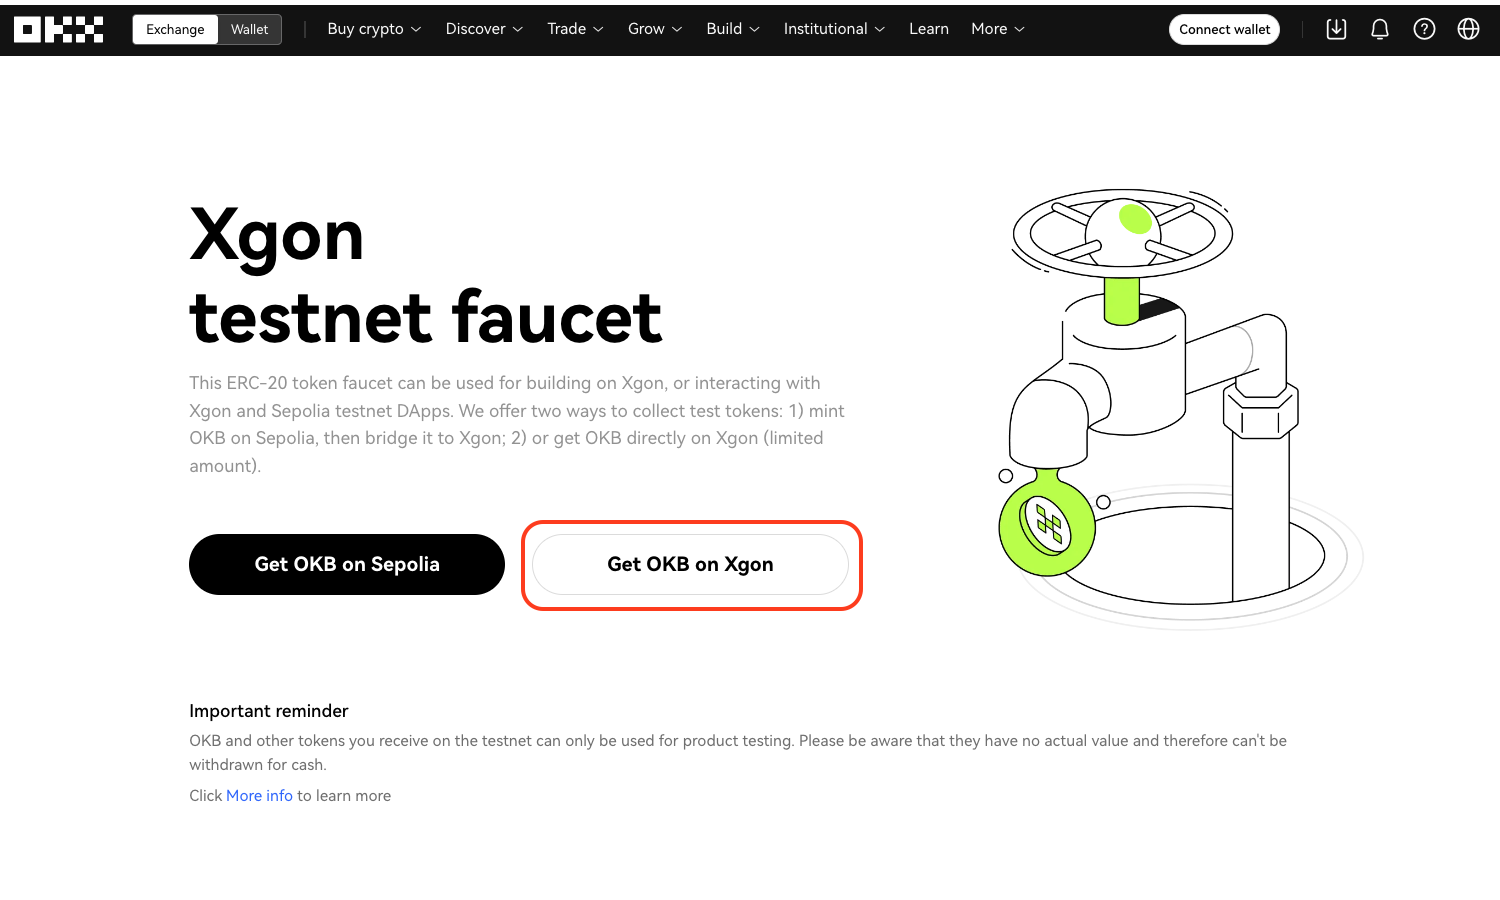 OKX
Exchange Wallet Buy crypto Discover Trade Grow Build Institutional Learn More Connect wallet
Xgon
testnet faucet
This ERC-20 token faucet can be used for building on Xgon, or interacting with
Xgon and Sepolia testnet DApps. We offer two ways to collect test tokens: 1) mint
OKB on Sepolia, then bridge it to Xgon; 2) or get OKB directly on Xgon (limited
amount).
Get OKB on Sepolia Get OKB on Xgon
Important reminder
OKB and other tokens you receive on the testnet can only be used for product testing. Please be aware that they have no actual value and therefore can't be
withdrawn for cash.
Click More info to learn more